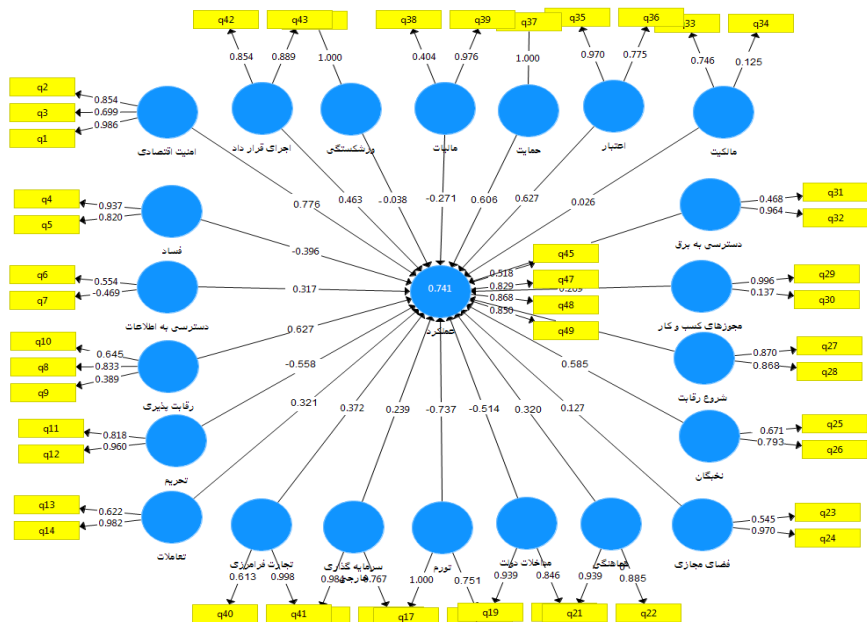 q42 q43 q38 q39 q37 q35 q36 q33 q34
0.854 0.889 1.000 0.404 0.976 1.000 0.970 0.775 0.746 0.125
q2 0.854
q3 0.699
q1 0.986
امنیت اقتصادی
اجرای قرار داد
ورشکستگی
مالیات
حمایت
اعتبار
مالکیت
0.776 0.463 -0.038 -0.271 0.606 0.627 0.026
q4 0.937
q5 0.820
فساد
-0.396
دسترسی به برق
0.468 q31
0.964 q32
q6 0.554
q7 -0.469
دسترسی به اطلاعات
0.317
0.741
عملکرد
0.518 q45
0.829 q47
0.868 q48
0.850 q49
مجوزهای کسب و کار
0.996 q29
0.137 q30
q10 0.645
q8 0.833
q9 0.389
رقابت پذیری
0.627
شروع رقابت
0.870 q27
0.868 q28
q11 0.818
q12 0.960
تحریم
-0.558
نخبگان
0.585
0.671 q25
0.793 q26
q13 0.622
q14 0.982
تعاملات
0.321 0.372 0.239 -0.737 -0.514 0.320 0.127
تجارت فرامرزی
سرمایه گذاری
خارجی
تورم
مداخلات دولت
هماهنگی
فضای مجازی
0.545 q23
0.970 q24
0.613 0.998 0.767 1.000 0.751 0.939 0.846 0.939 0.885
q40 q41 q17 q19 q21 q22